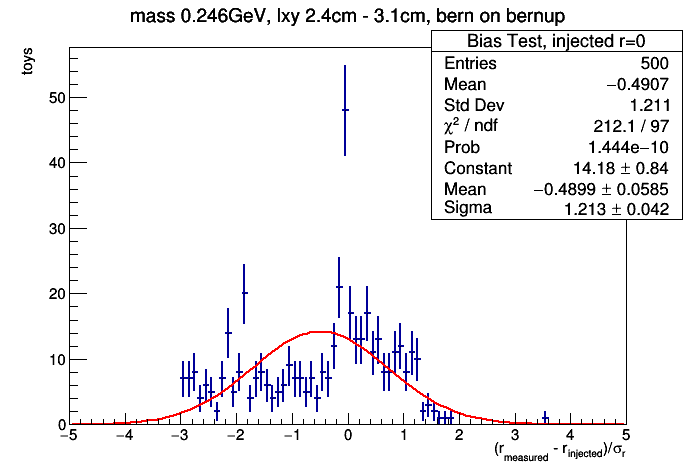 mass 0.246GeV, lxy 2.4cm - 3.1cm, bern on bernup
Bias Test, injected r=0
Entries 500
Mean −0.4907
Std Dev 1.211
χ² / ndf 212.1 / 97
Prob 1.444e−10
Constant 14.18 ± 0.84
Mean −0.4899 ± 0.0585
Sigma 1.213 ± 0.042
toys
50
40
30
20
10
0
−5 −4 −3 −2 −1 0 1 2 3 4 5
(r_measured - r_injected)/σ_r